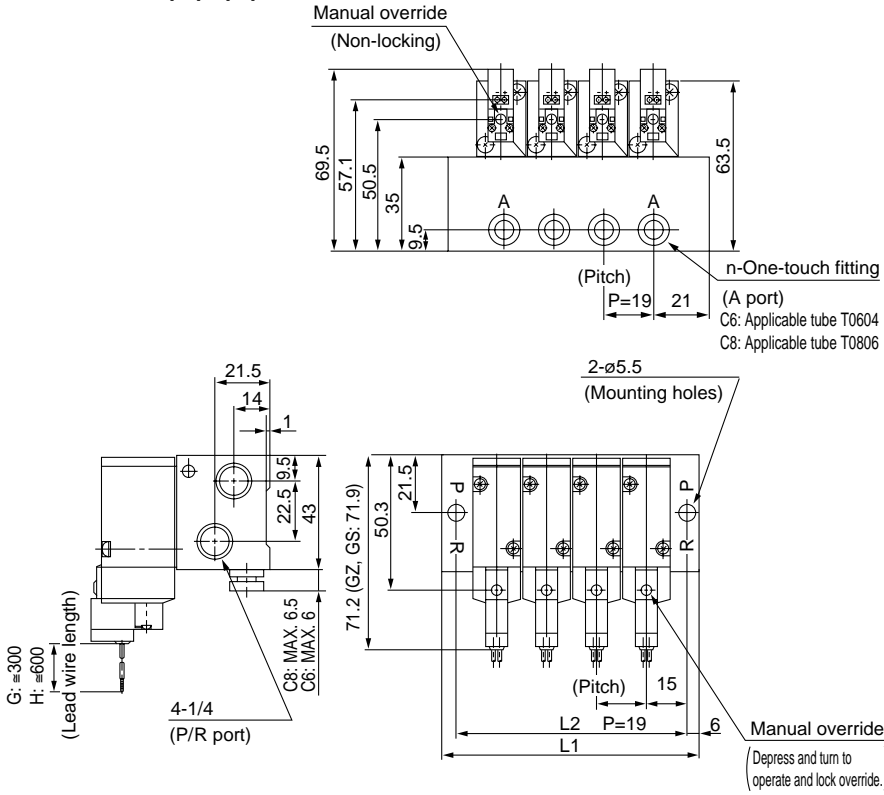 Manual override
(Non-locking)
69.5
57.1
50.5
35
9.5
63.5
A
A
n-One-touch fitting
(Pitch)
(A port)
P=19
21
C6: Applicable tube T0604
C8: Applicable tube T0806
2-ø5.5
(Mounting holes)
21.5
14
1
9.5
22.5
43
71.2 (GZ, GS: 71.9)
50.3
21.5
P
R
P
R
G: ≅300
H: ≅600
(Lead wire length)
C8: MAX. 6.5
C6: MAX. 6
4-1/4
(P/R port)
(Pitch)
15
L2
P=19
6
L1
Manual override
(Depress and turn to
operate and lock override.